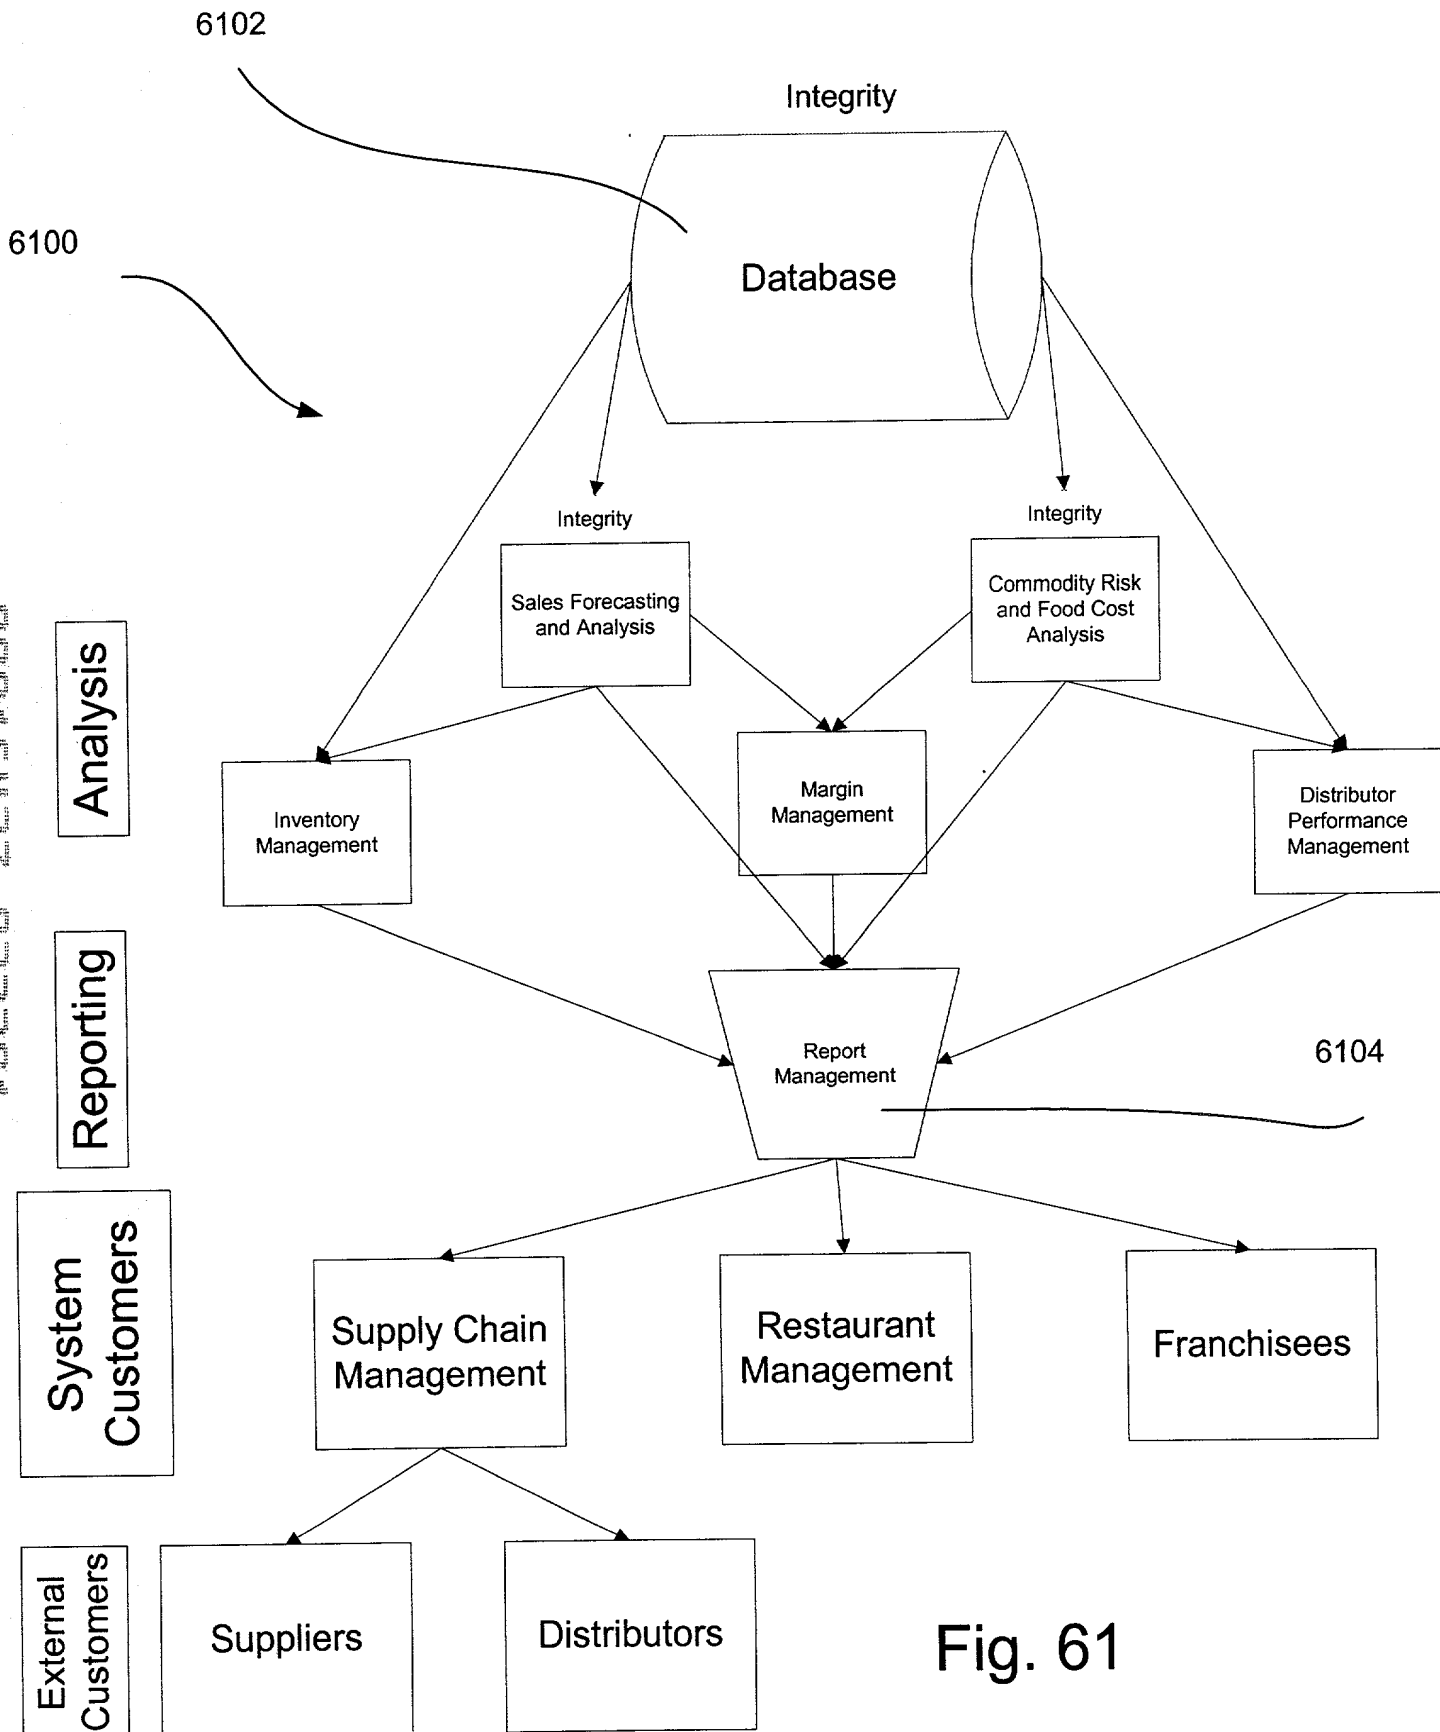 6102
Integrity
6100
Database
Integrity
Integrity
Sales Forecasting
and Analysis
Commodity Risk
and Food Cost
Analysis
Analysis
Inventory
Management
Margin
Management
Distributor
Performance
Management
Reporting
Report
Management
6104
System
Customers
Supply Chain
Management
Restaurant
Management
Franchisees
External
Customers
Suppliers
Distributors
Fig. 61